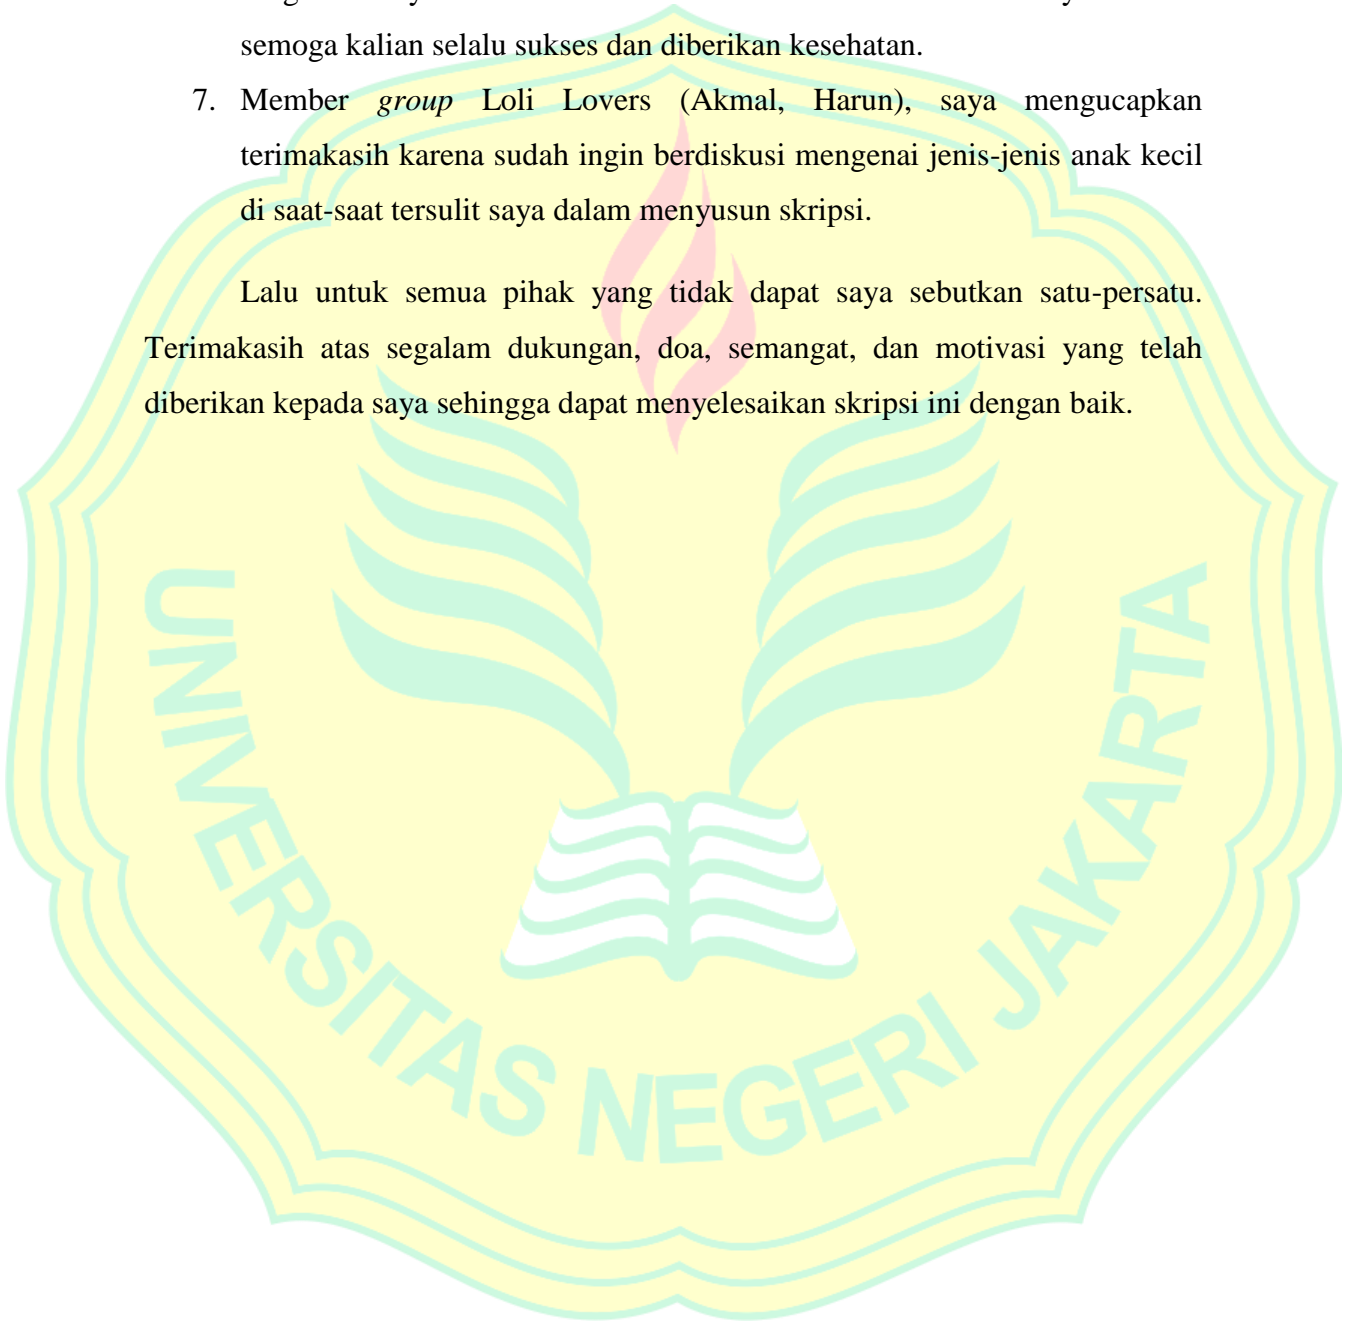 semoga kalian selalu sukses dan diberikan kesehatan.
7. Member group Loli Lovers (Akmal, Harun), saya mengucapkan
terimakasih karena sudah ingin berdiskusi mengenai jenis-jenis anak kecil
di saat-saat tersulit saya dalam menyusun skripsi.
Lalu untuk semua pihak yang tidak dapat saya sebutkan satu-persatu.
Terimakasih atas segalam dukungan, doa, semangat, dan motivasi yang telah
diberikan kepada saya sehingga dapat menyelesaikan skripsi ini dengan baik.
UNIVERSITAS NEGERI JAKARTA